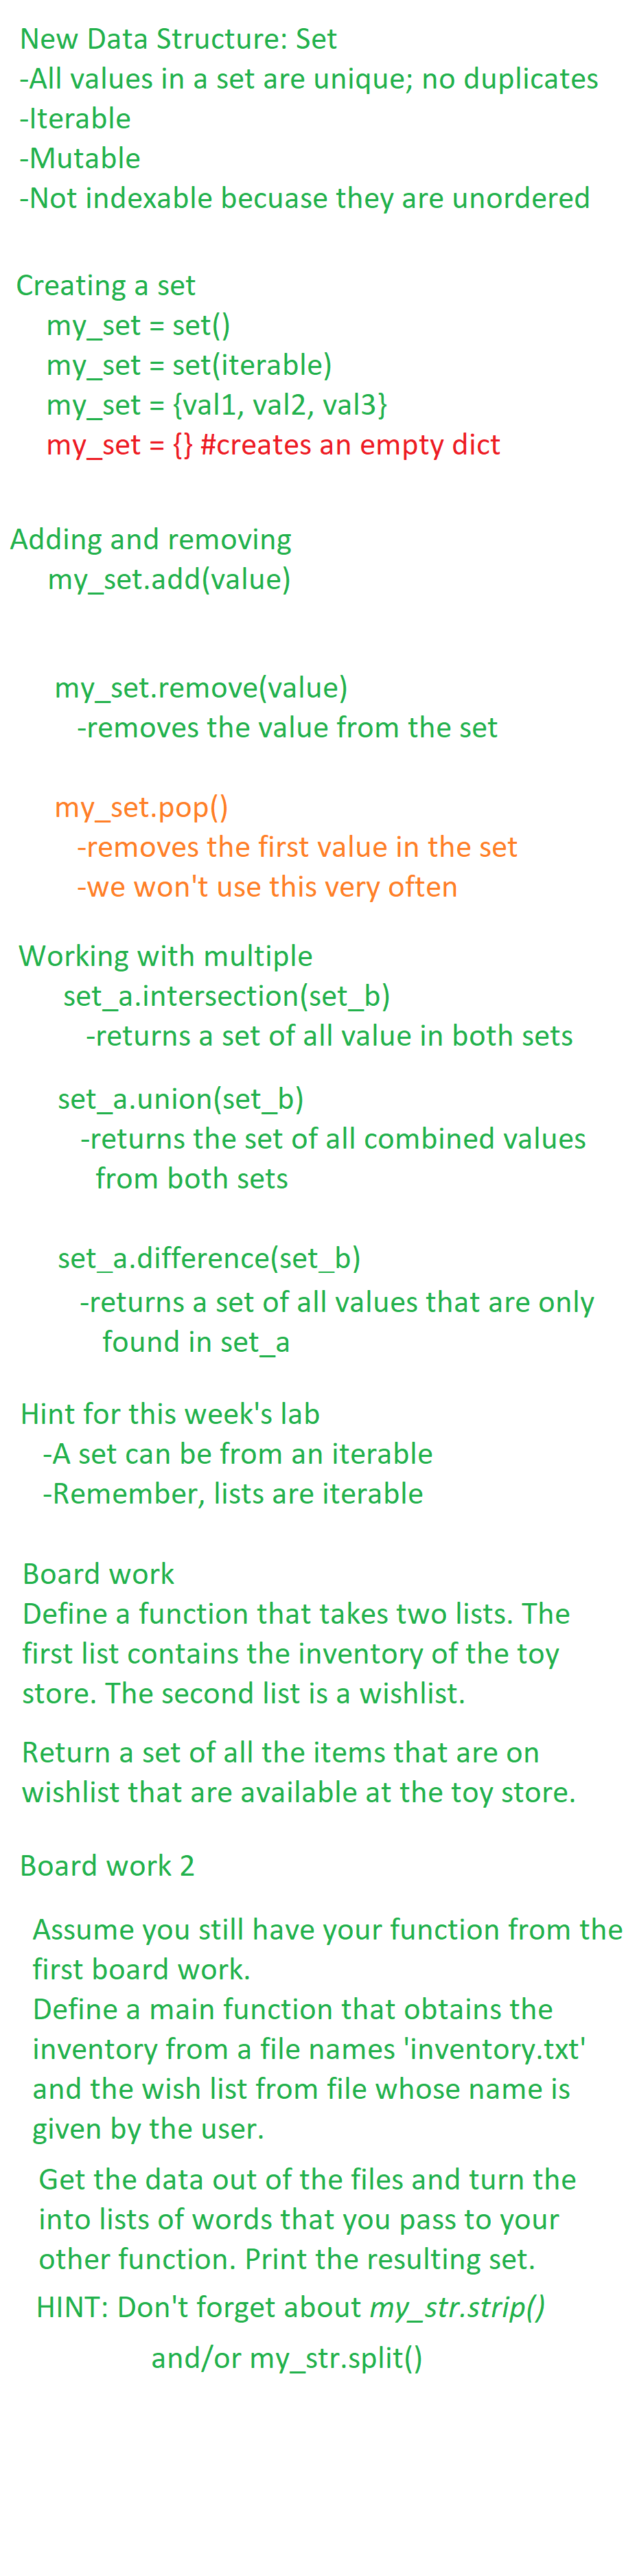 New Data Structure: Set
-All values in a set are unique; no duplicates
-Iterable
-Mutable
-Not indexable becuase they are unordered
Creating a set
my_set = set()
my_set = set(iterable)
my_set = {val1, val2, val3}
my_set = {} #creates an empty dict
Adding and removing
my_set.add(value)
my_set.remove(value)
-removes the value from the set
my_set.pop()
-removes the first value in the set
-we won't use this very often
Working with multiple
set_a.intersection(set_b)
-returns a set of all value in both sets
set_a.union(set_b)
-returns the set of all combined values
from both sets
set_a.difference(set_b)
-returns a set of all values that are only
found in set_a
Hint for this week's lab
-A set can be from an iterable
-Remember, lists are iterable
Board work
Define a function that takes two lists. The
first list contains the inventory of the toy
store. The second list is a wishlist.
Return a set of all the items that are on
wishlist that are available at the toy store.
Board work 2
Assume you still have your function from the
first board work.
Define a main function that obtains the
inventory from a file names 'inventory.txt'
and the wish list from file whose name is
given by the user.
Get the data out of the files and turn the
into lists of words that you pass to your
other function. Print the resulting set.
HINT: Don't forget about my_str.strip()
and/or my_str.split()